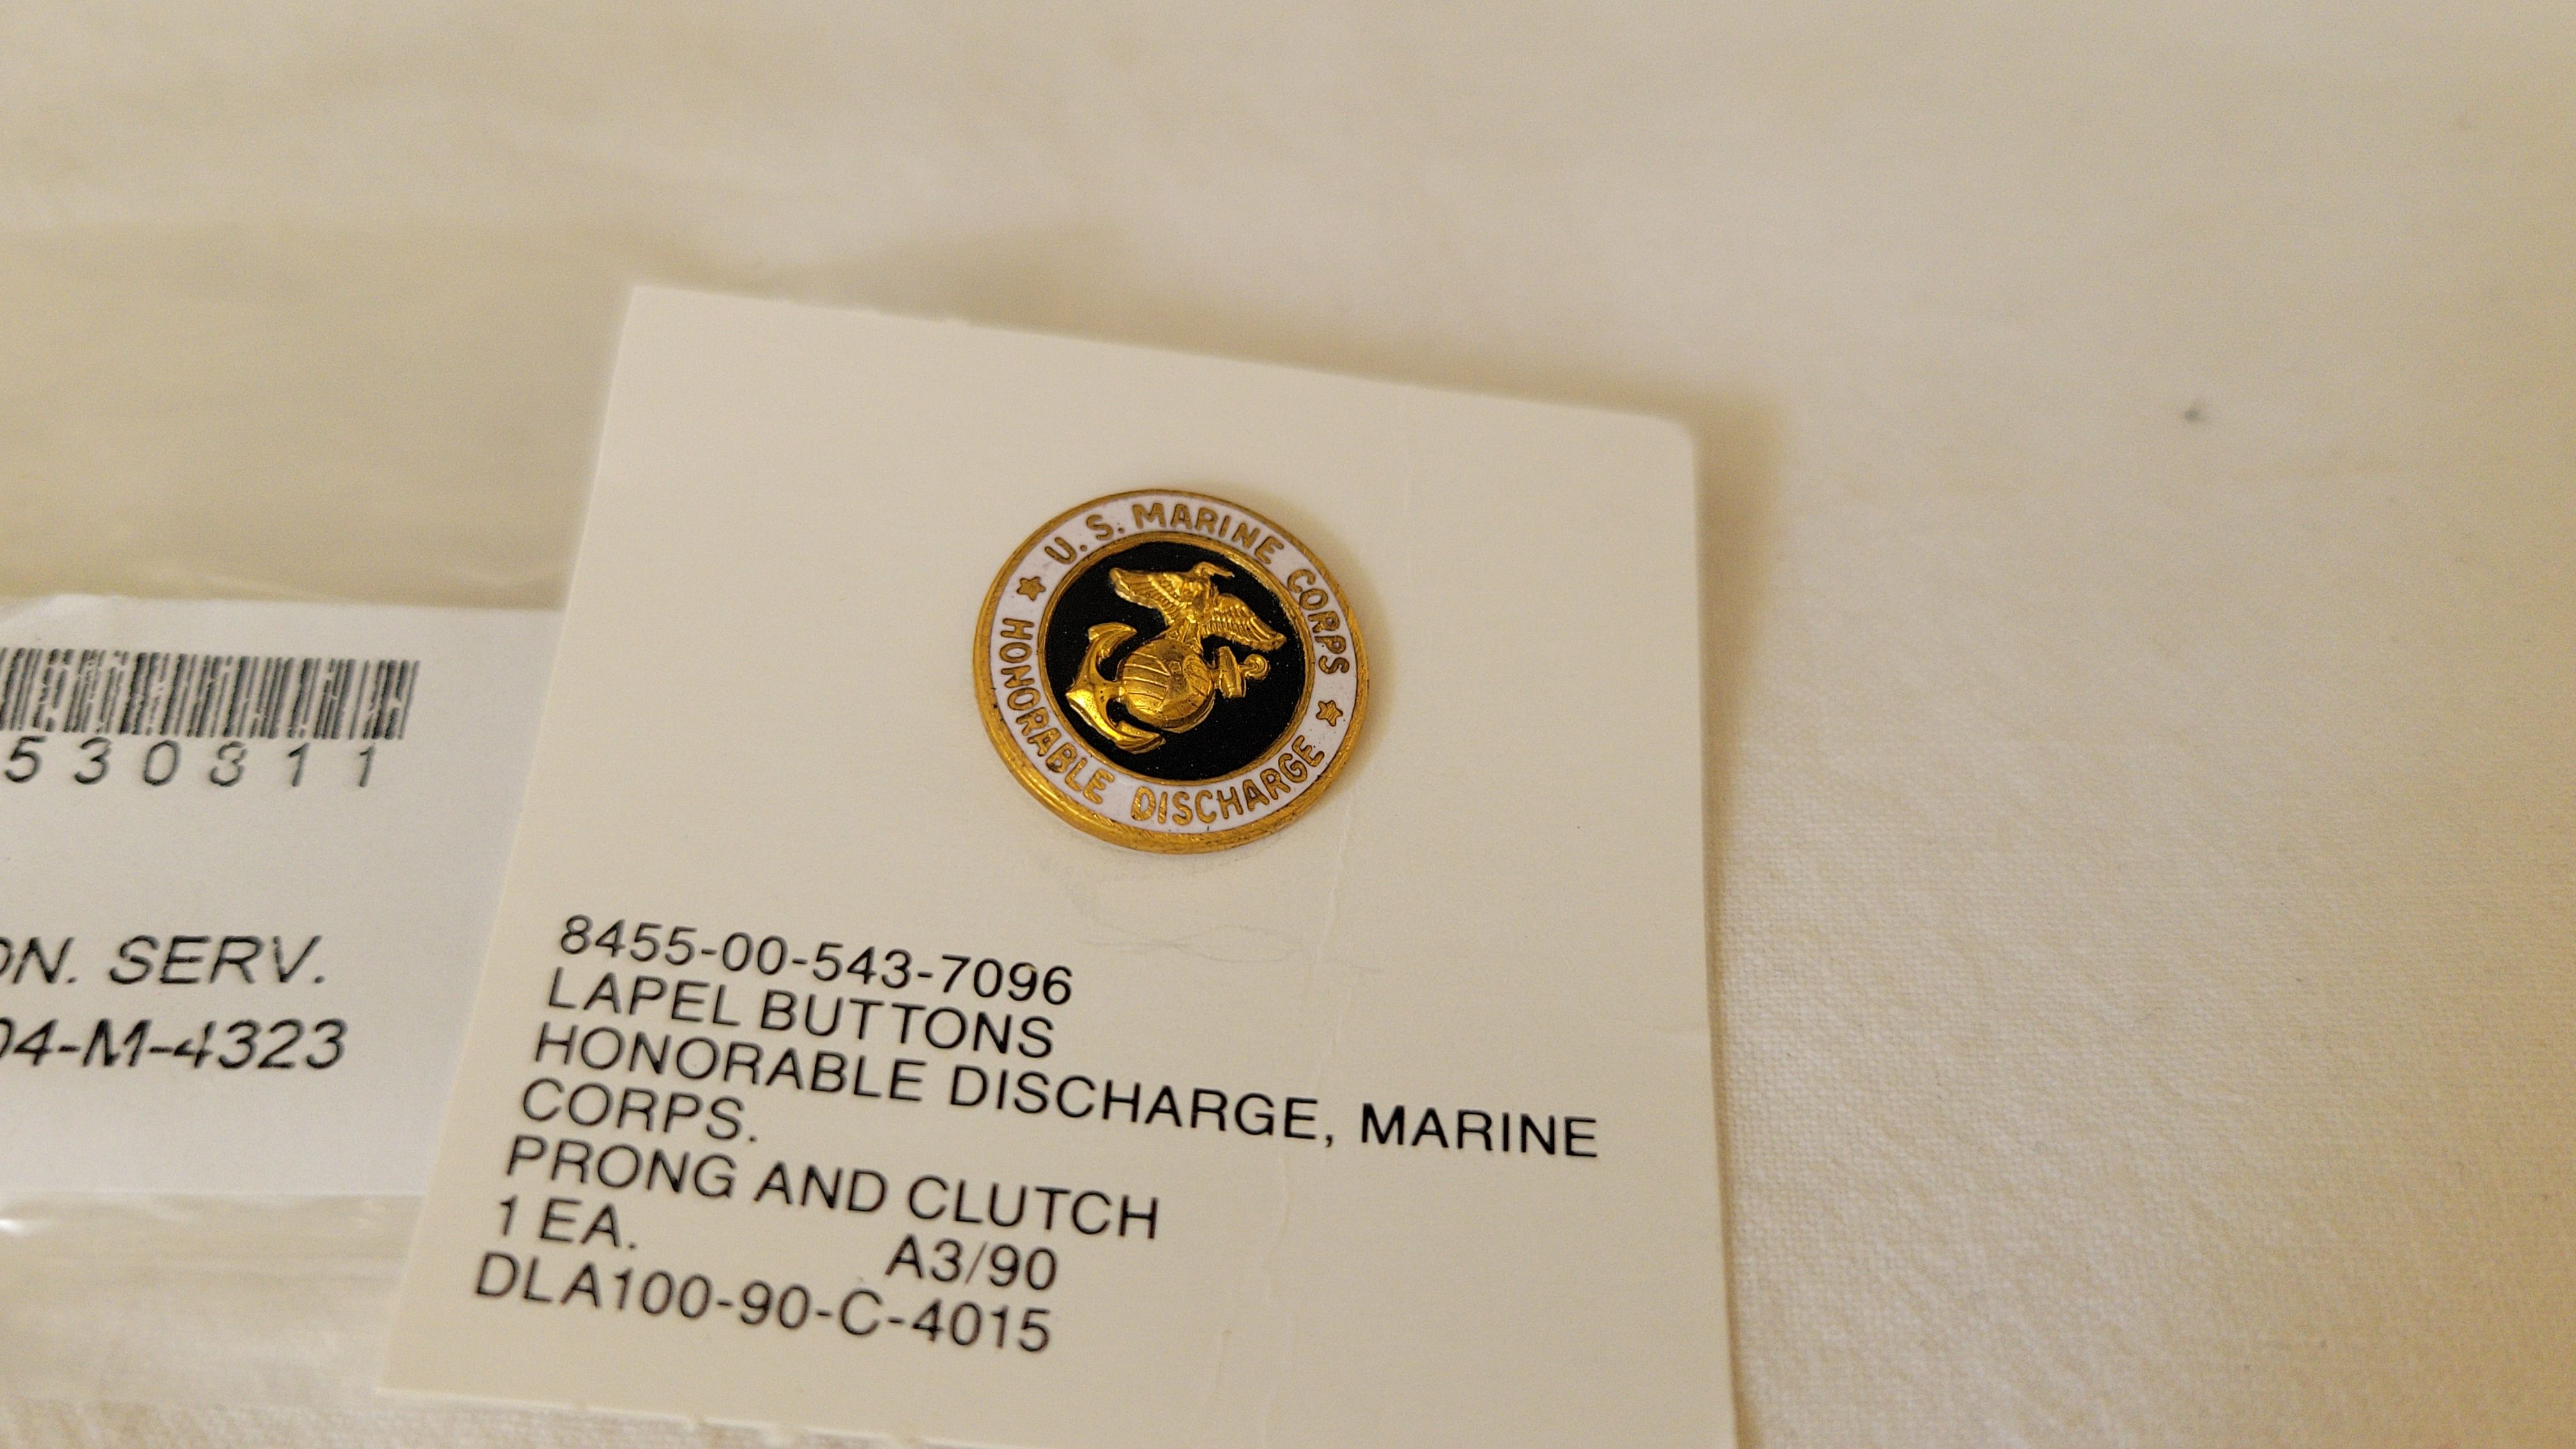 U. S. MARINE CORPS
HONORABLE DISCHARGE
8455-00-543-7096
LAPEL BUTTONS
HONORABLE DISCHARGE, MARINE
CORPS.
PRONG AND CLUTCH
1 EA. A3/90
DLA100-90-C-4015
530311
SERV.
04-M-4323